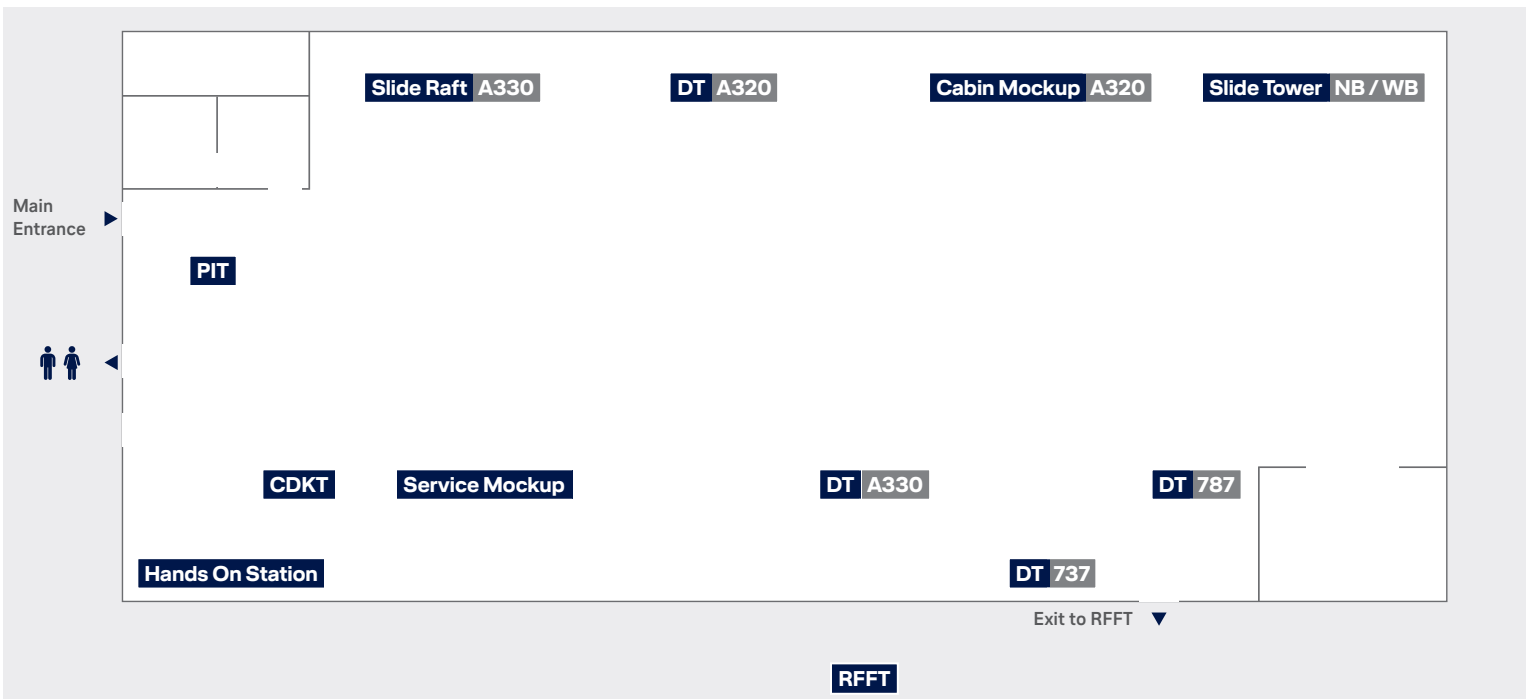 Slide Raft A330
DT A320
Cabin Mockup A320
Slide Tower NB / WB
Main
Entrance
PIT
CDKT
Service Mockup
DT A330
DT 787
Hands On Station
DT 737
Exit to RFFT
RFFT